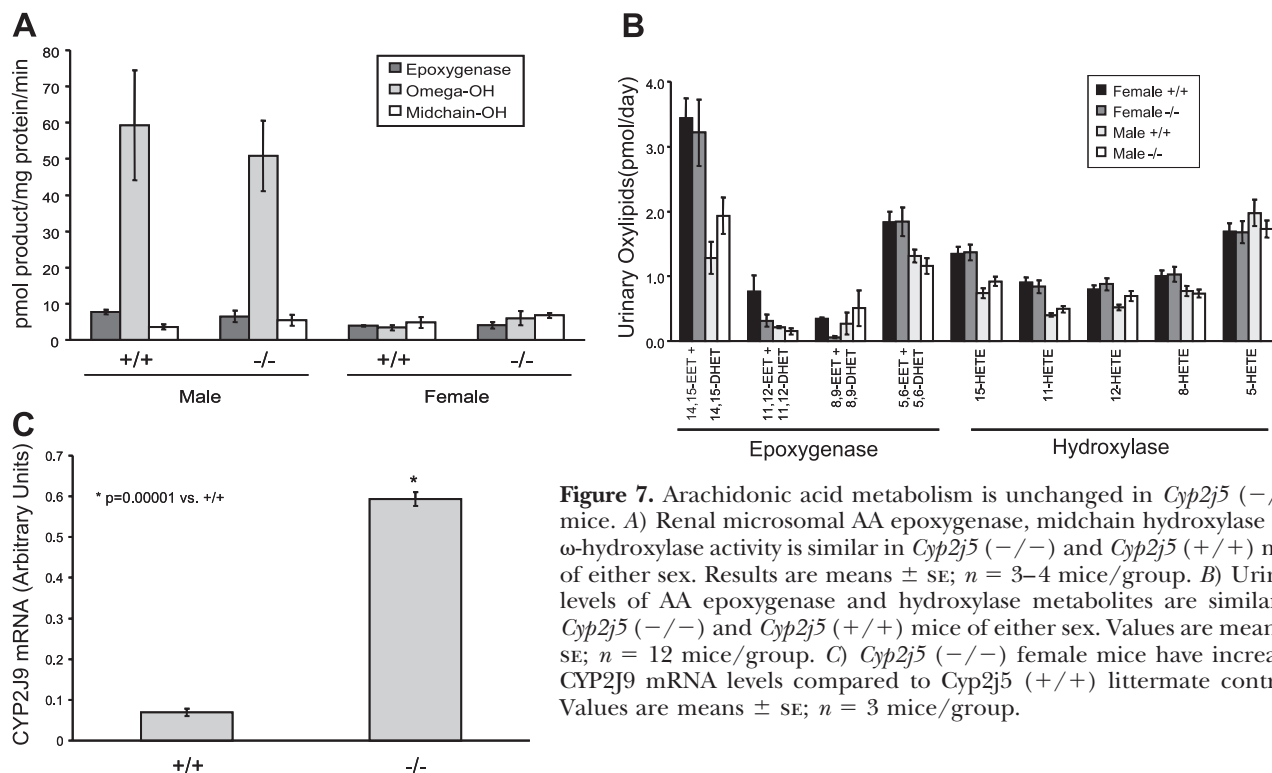 A
pmol product/mg protein/min
80
70
60
50
40
30
20
10
0
Epoxygenase
Omega-OH
Midchain-OH
+/+
-/-
+/+
-/-
Male
Female
B
Urinary Oxylipids(pmol/day)
4.0
3.0
2.0
1.0
0.0
Female +/+
Female -/-
Male +/+
Male -/-
14,15-EET +
14,15-DHET
11,12-EET +
11,12-DHET
8,9-EET +
8,9-DHET
5,6-EET +
5,6-DHET
15-HETE
11-HETE
12-HETE
8-HETE
5-HETE
Epoxygenase
Hydroxylase
C
CYP2J9 mRNA (Arbitrary Units)
0.7
0.6
0.5
0.4
0.3
0.2
0.1
0
* p=0.00001 vs. +/+
*
+/+
-/-
Figure 7. Arachidonic acid metabolism is unchanged in Cyp2j5 (−/
mice. A) Renal microsomal AA epoxygenase, midchain hydroxylase
ω-hydroxylase activity is similar in Cyp2j5 (−/−) and Cyp2j5 (+/+) m
of either sex. Results are means ± SE; n = 3–4 mice/group. B) Urin
levels of AA epoxygenase and hydroxylase metabolites are similar
Cyp2j5 (−/−) and Cyp2j5 (+/+) mice of either sex. Values are mean
SE; n = 12 mice/group. C) Cyp2j5 (−/−) female mice have increa
CYP2J9 mRNA levels compared to Cyp2j5 (+/+) littermate contr
Values are means ± SE; n = 3 mice/group.